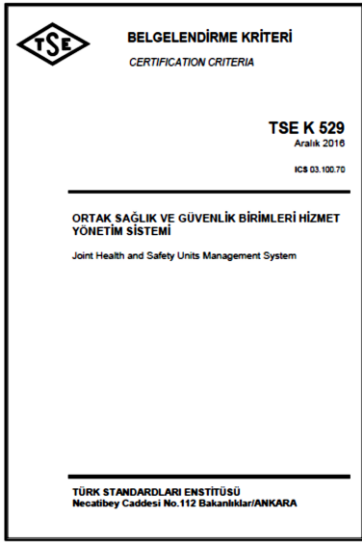 TSE
BELGELENDİRME KRİTERİ
CERTIFICATION CRITERIA
TSE K 529
Aralık 2016
ICS 03.100.70
ORTAK SAĞLIK VE GÜVENLİK BİRİMLERİ HİZMET
YÖNETİM SİSTEMİ
Joint Health and Safety Units Management System
TÜRK STANDARDLARI ENSTİTÜSÜ
Necatibey Caddesi No.112 Bakanlıklar/ANKARA